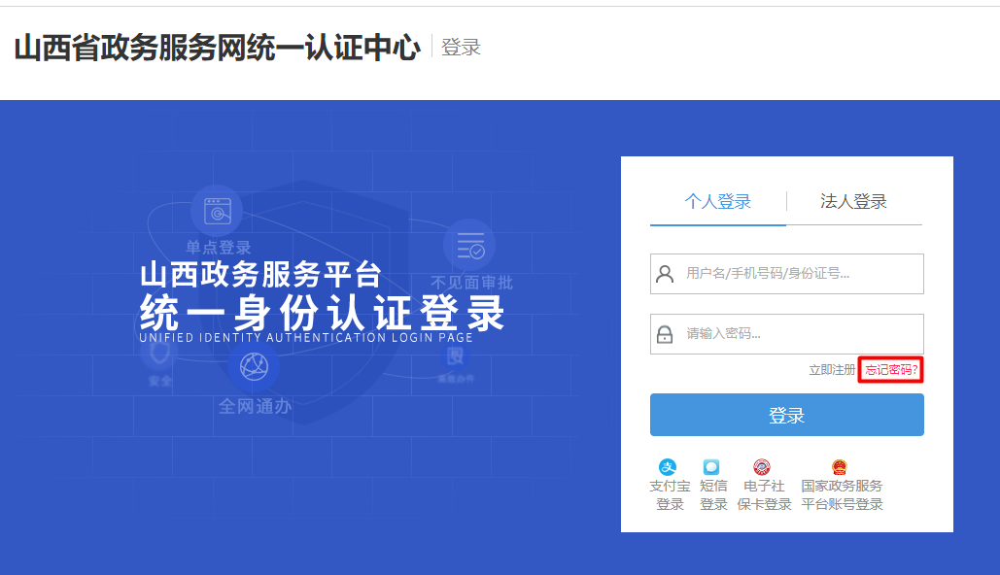 山西省政务服务网统一认证中心
登录
单点登录
不见面审批
山西政务服务平台
统一身份认证登录
UNIFIED IDENTITY AUTHENTICATION LOGIN PAGE
安全
全网通办
个人登录
法人登录
用户名/手机号码/身份证号...
请输入密码...
立即注册
忘记密码?
登录
支付宝
登录
短信
登录
电子社
保卡登录
国家政务服务
平台账号登录